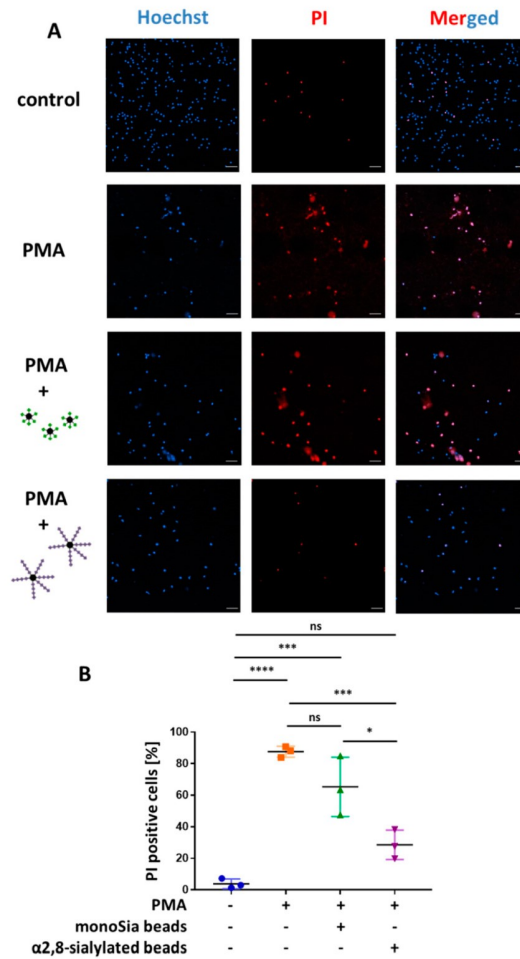 A
Hoechst PI Merged
control
PMA
PMA
+
PMA
+
B
ns
***
****
***
ns
*
PI positive cells [%]
100
80
60
40
20
0
PMA - + + +
monoSia beads - - + -
α2,8-sialylated beads - - - +